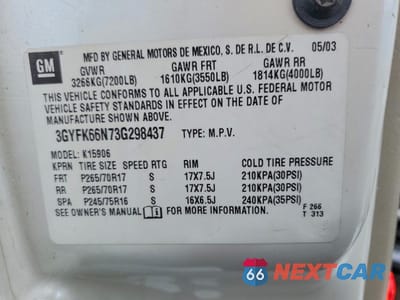 GM
MFD BY GENERAL MOTORS DE MEXICO, S. DE R.L. DE C.V. 05/03
GVWR GAWR FRT GAWR RR
3266KG(7200LB) 1610KG(3550LB) 1814KG(4000LB)
THIS VEHICLE CONFORMS TO ALL APPLICABLE U.S. FEDERAL MOTOR
VEHICLE SAFETY STANDARDS IN EFFECT ON THE DATE OF
MANUFACTURE SHOWN ABOVE.
3GYFK66N73G298437 TYPE: M.P.V.
MODEL: K15906
KPRN TIRE SIZE SPEED RTG RIM COLD TIRE PRESSURE
FRT P265/70R17 S 17X7.5J 210KPA(30PSI)
RR P265/70R17 S 17X7.5J 210KPA(30PSI)
SPA P245/75R16 S 16X6.5J 240KPA(35PSI)
SEE OWNER'S MANUAL i FOR MORE INFORMATION. F 266
T 313
66 NEXTCAR